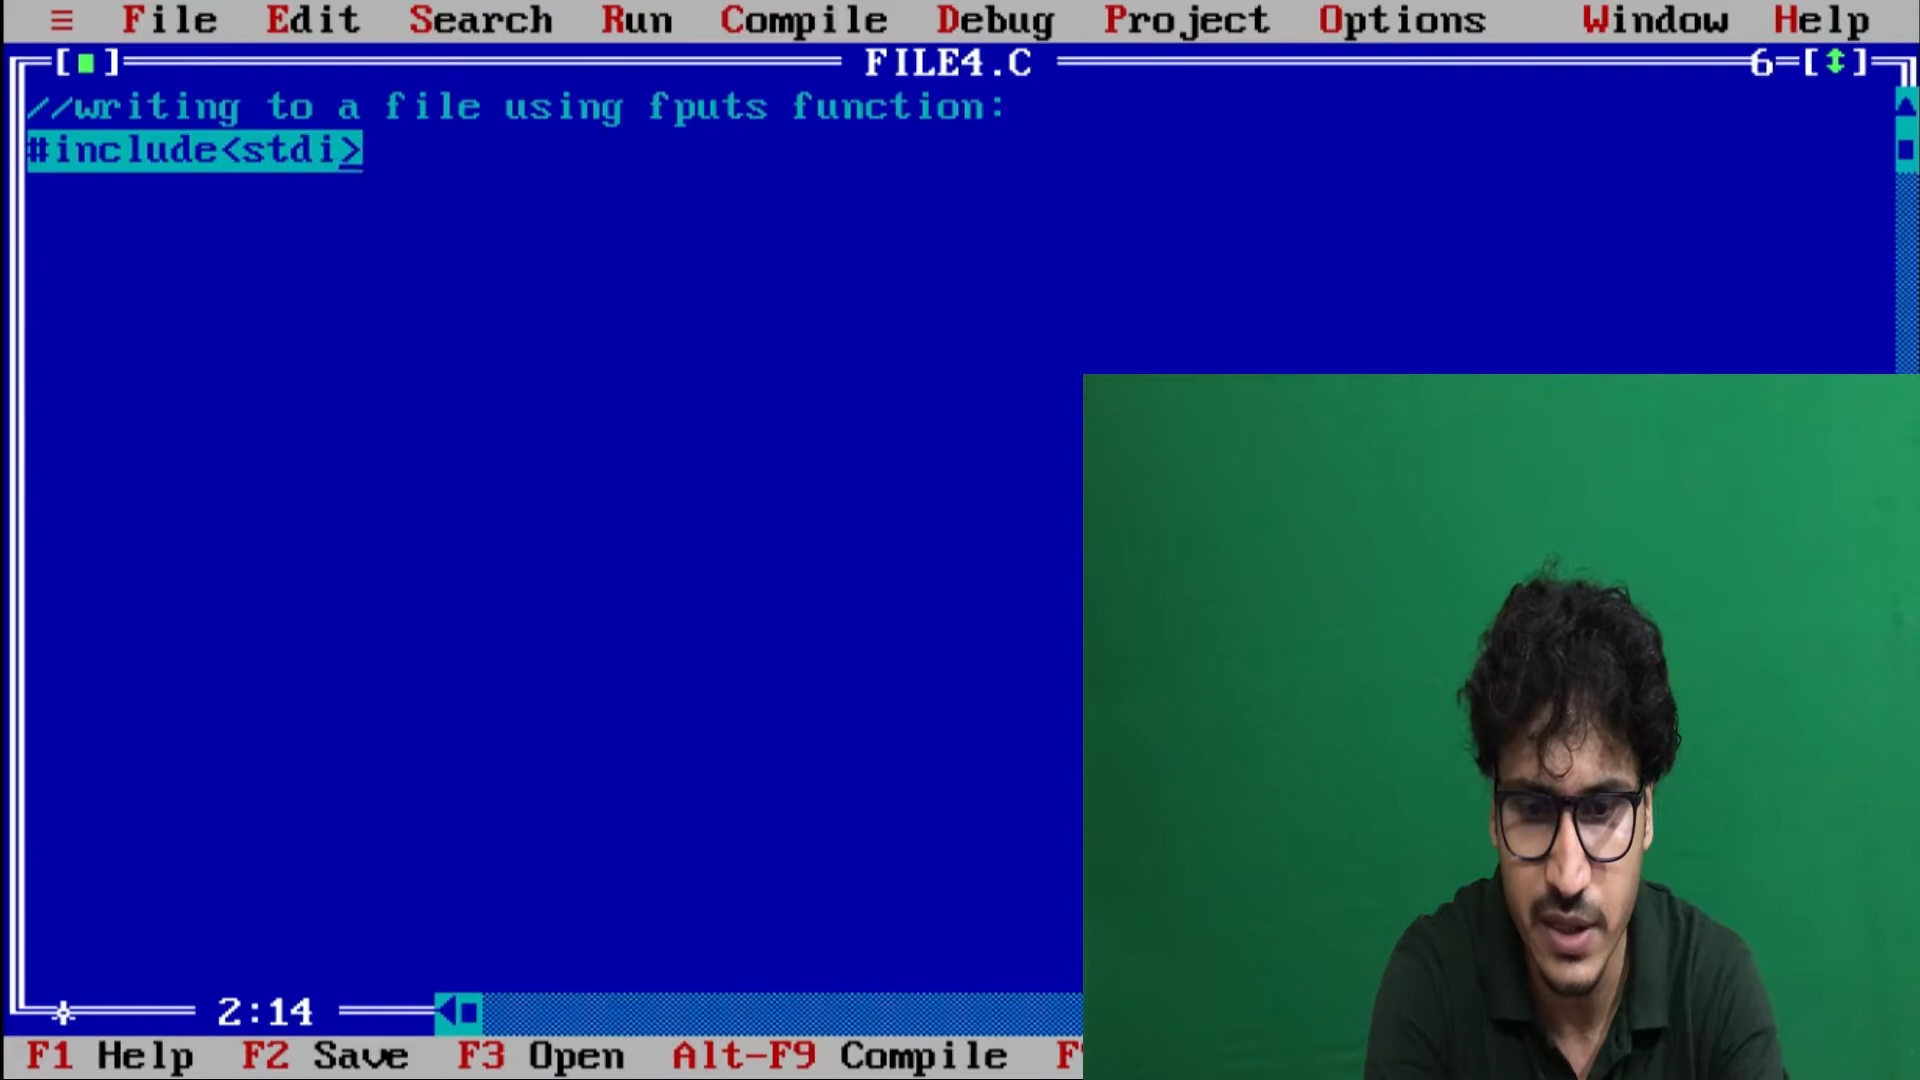 ≡ File Edit Search Run Compile Debug Project Options Window Help
[■] FILE4.C 6=[↕]
//writing to a file using fputs function:
#include<stdi>
2:14
F1 Help F2 Save F3 Open Alt-F9 Compile